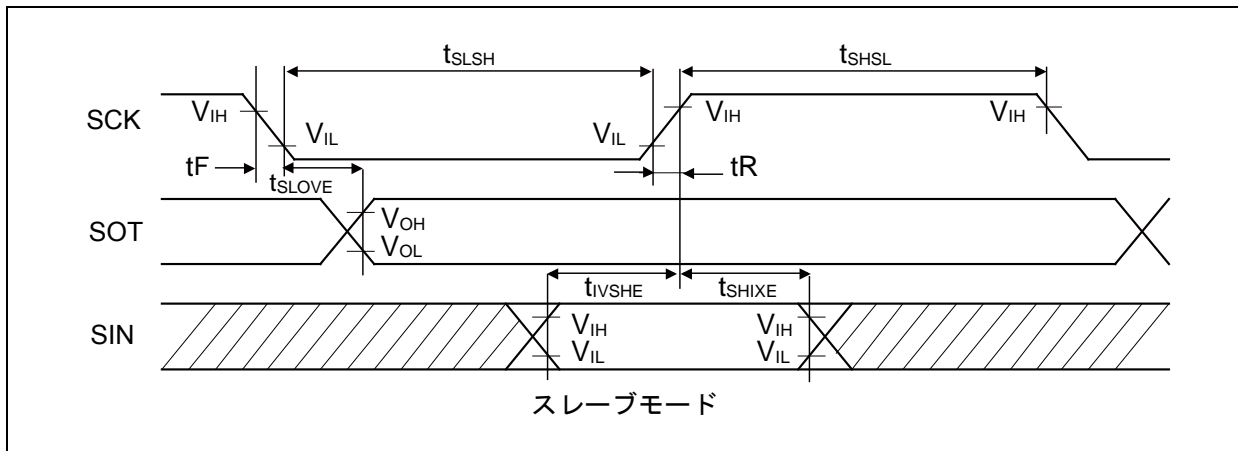 tSLSH tSHSL
SCK VIH VIL VIL VIH VIH
tF tSLOVE tR
SOT VOH
VOL
tIVSHE tSHIXE
SIN VIH VIH
VIL VIL
スレーブモード